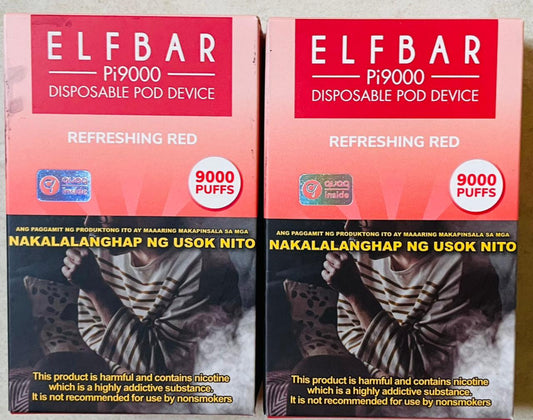 ELFBAR
Pi9000
DISPOSABLE POD DEVICE
REFRESHING RED
inside
9000
PUFFS
ANG PAGGAMIT NG PRODUKTONG ITO AY MAAARING MAKAPINSALA SA MGA
NAKALALANGHAP NG USOK NITO
This product is harmful and contains nicotine
which is a highly addictive substance.
It is not recommended for use by nonsmokers
ELFBAR
Pi9000
DISPOSABLE POD DEVICE
REFRESHING RED
inside
9000
PUFFS
ANG PAGGAMIT NG PRODUKTONG ITO AY MAAARING MAKAPINSALA SA MGA
NAKALALANGHAP NG USOK NITO
This product is harmful and contains nicotine
which is a highly addictive substance.
It is not recommended for use by nonsmokers